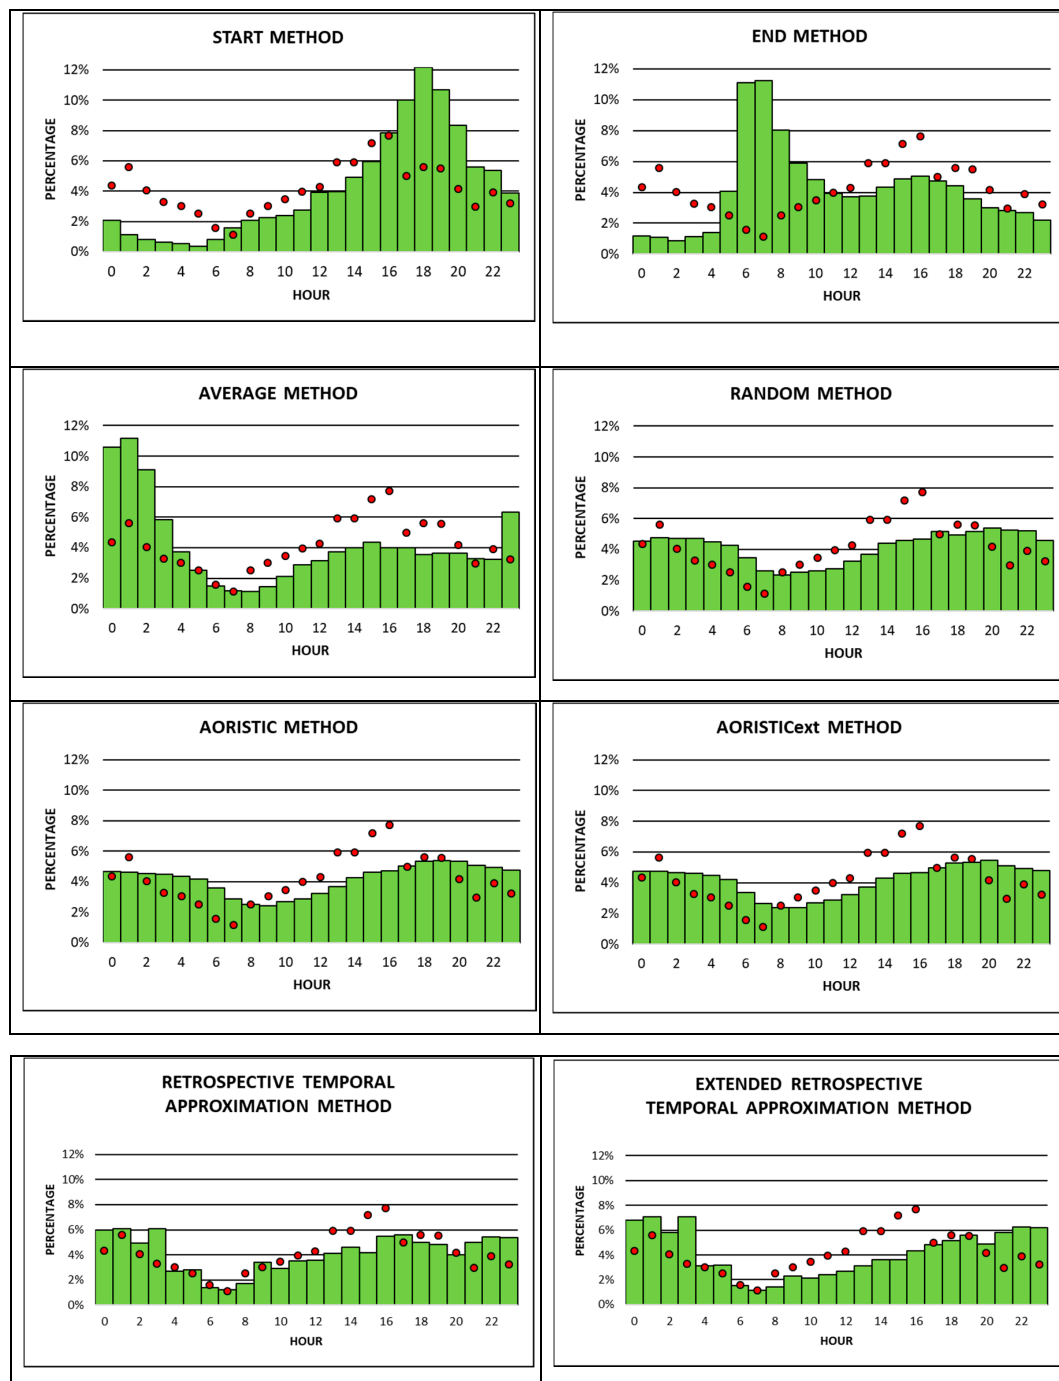 START METHOD
12%
10%
8%
6%
4%
2%
0%
PERCENTAGE
0 2 4 6 8 10 12 14 16 18 20 22
HOUR
END METHOD
12%
10%
8%
6%
4%
2%
0%
PERCENTAGE
0 2 4 6 8 10 12 14 16 18 20 22
HOUR
AVERAGE METHOD
12%
10%
8%
6%
4%
2%
0%
PERCENTAGE
0 2 4 6 8 10 12 14 16 18 20 22
HOUR
RANDOM METHOD
12%
10%
8%
6%
4%
2%
0%
PERCENTAGE
0 2 4 6 8 10 12 14 16 18 20 22
HOUR
AORISTIC METHOD
12%
10%
8%
6%
4%
2%
0%
PERCENTAGE
0 2 4 6 8 10 12 14 16 18 20 22
HOUR
AORISTICext METHOD
12%
10%
8%
6%
4%
2%
0%
PERCENTAGE
0 2 4 6 8 10 12 14 16 18 20 22
HOUR
RETROSPECTIVE TEMPORAL
APPROXIMATION METHOD
12%
10%
8%
6%
4%
2%
0%
PERCENTAGE
0 2 4 6 8 10 12 14 16 18 20 22
HOUR
EXTENDED RETROSPECTIVE
TEMPORAL APPROXIMATION METHOD
12%
10%
8%
6%
4%
2%
0%
PERCENTAGE
0 2 4 6 8 10 12 14 16 18 20 22
HOUR